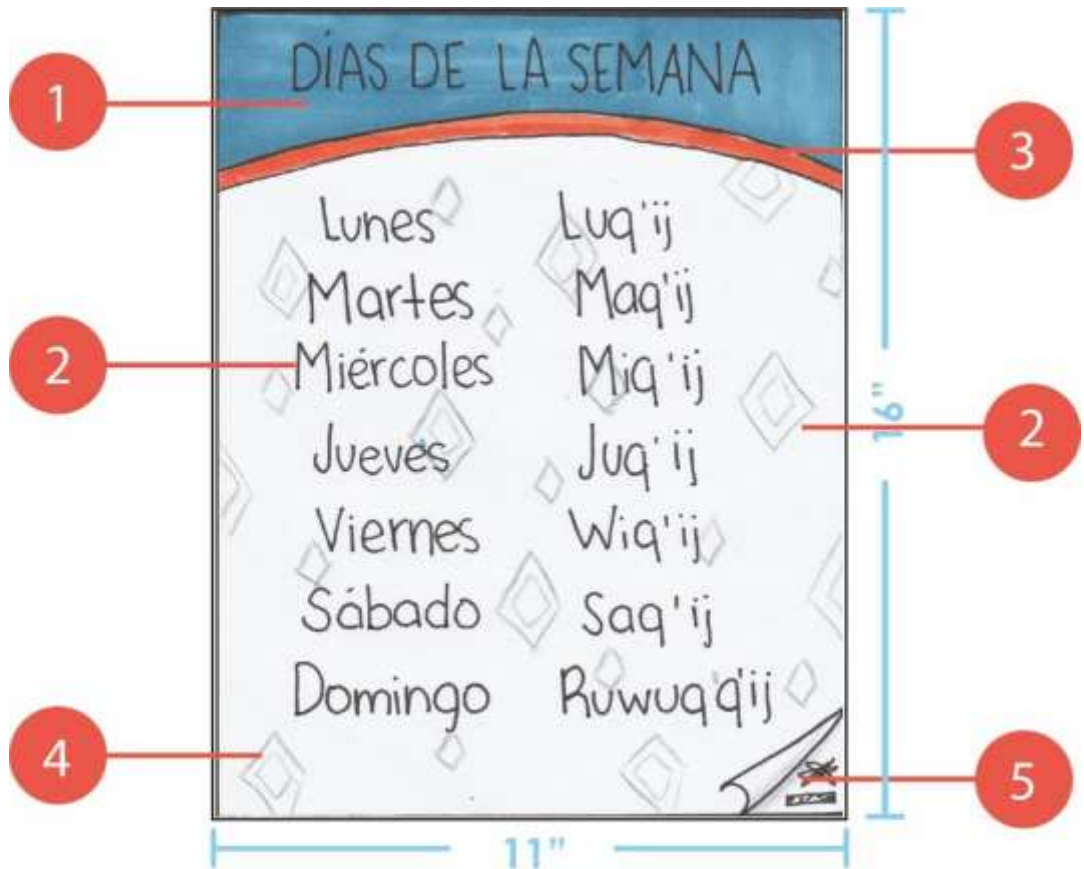 DÍAS DE LA SEMANA
1
3
Lunes Luq'ij
Martes Maq'ij
2 Miércoles Miq'ij
2
16"
Jueves Juq'ij
Viernes Wiq'ij
Sábado Saq'ij
Domingo Ruwuq'q'ij
4
5
11"